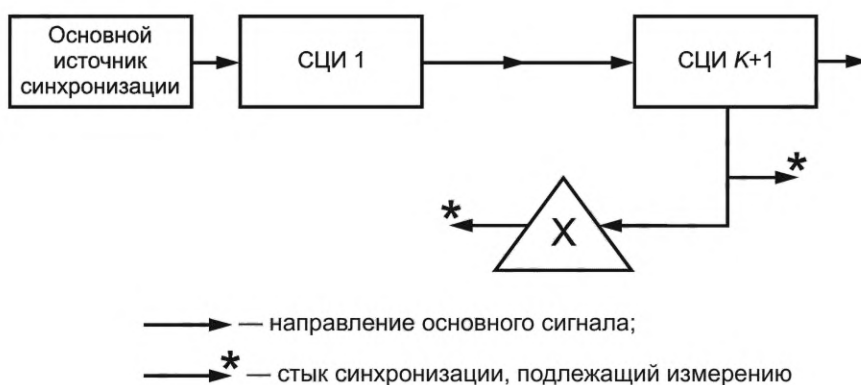 Основной
источник
синхронизации
СЦИ 1
СЦИ K+1
*
*
X
— направление основного сигнала;
* — стык синхронизации, подлежащий измерению